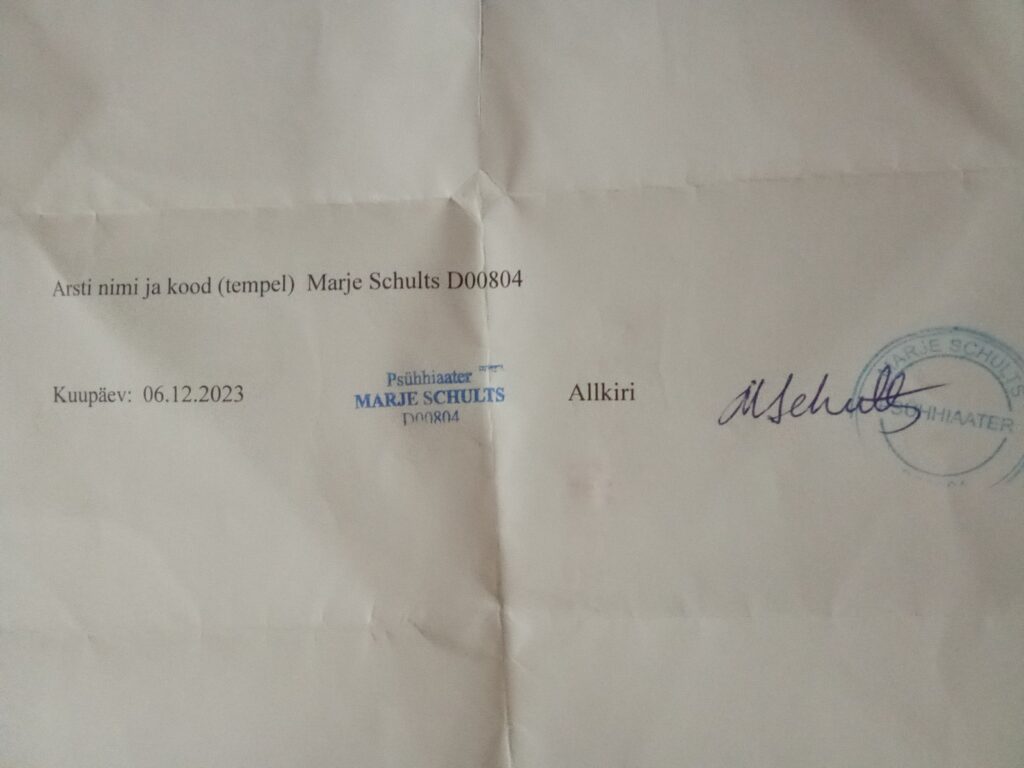 Arsti nimi ja kood (tempel) Marje Schults D00804
Kuupäev: 06.12.2023
Psühhiaater
MARJE SCHULTS
D00804
Allkiri
MSchults
MARJE SCHULTS
PSÜHHIAATER